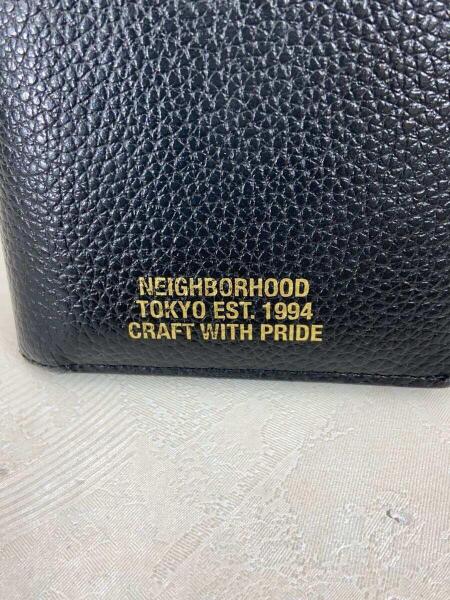 NEIGHBORHOOD
TOKYO EST. 1994
CRAFT WITH PRIDE